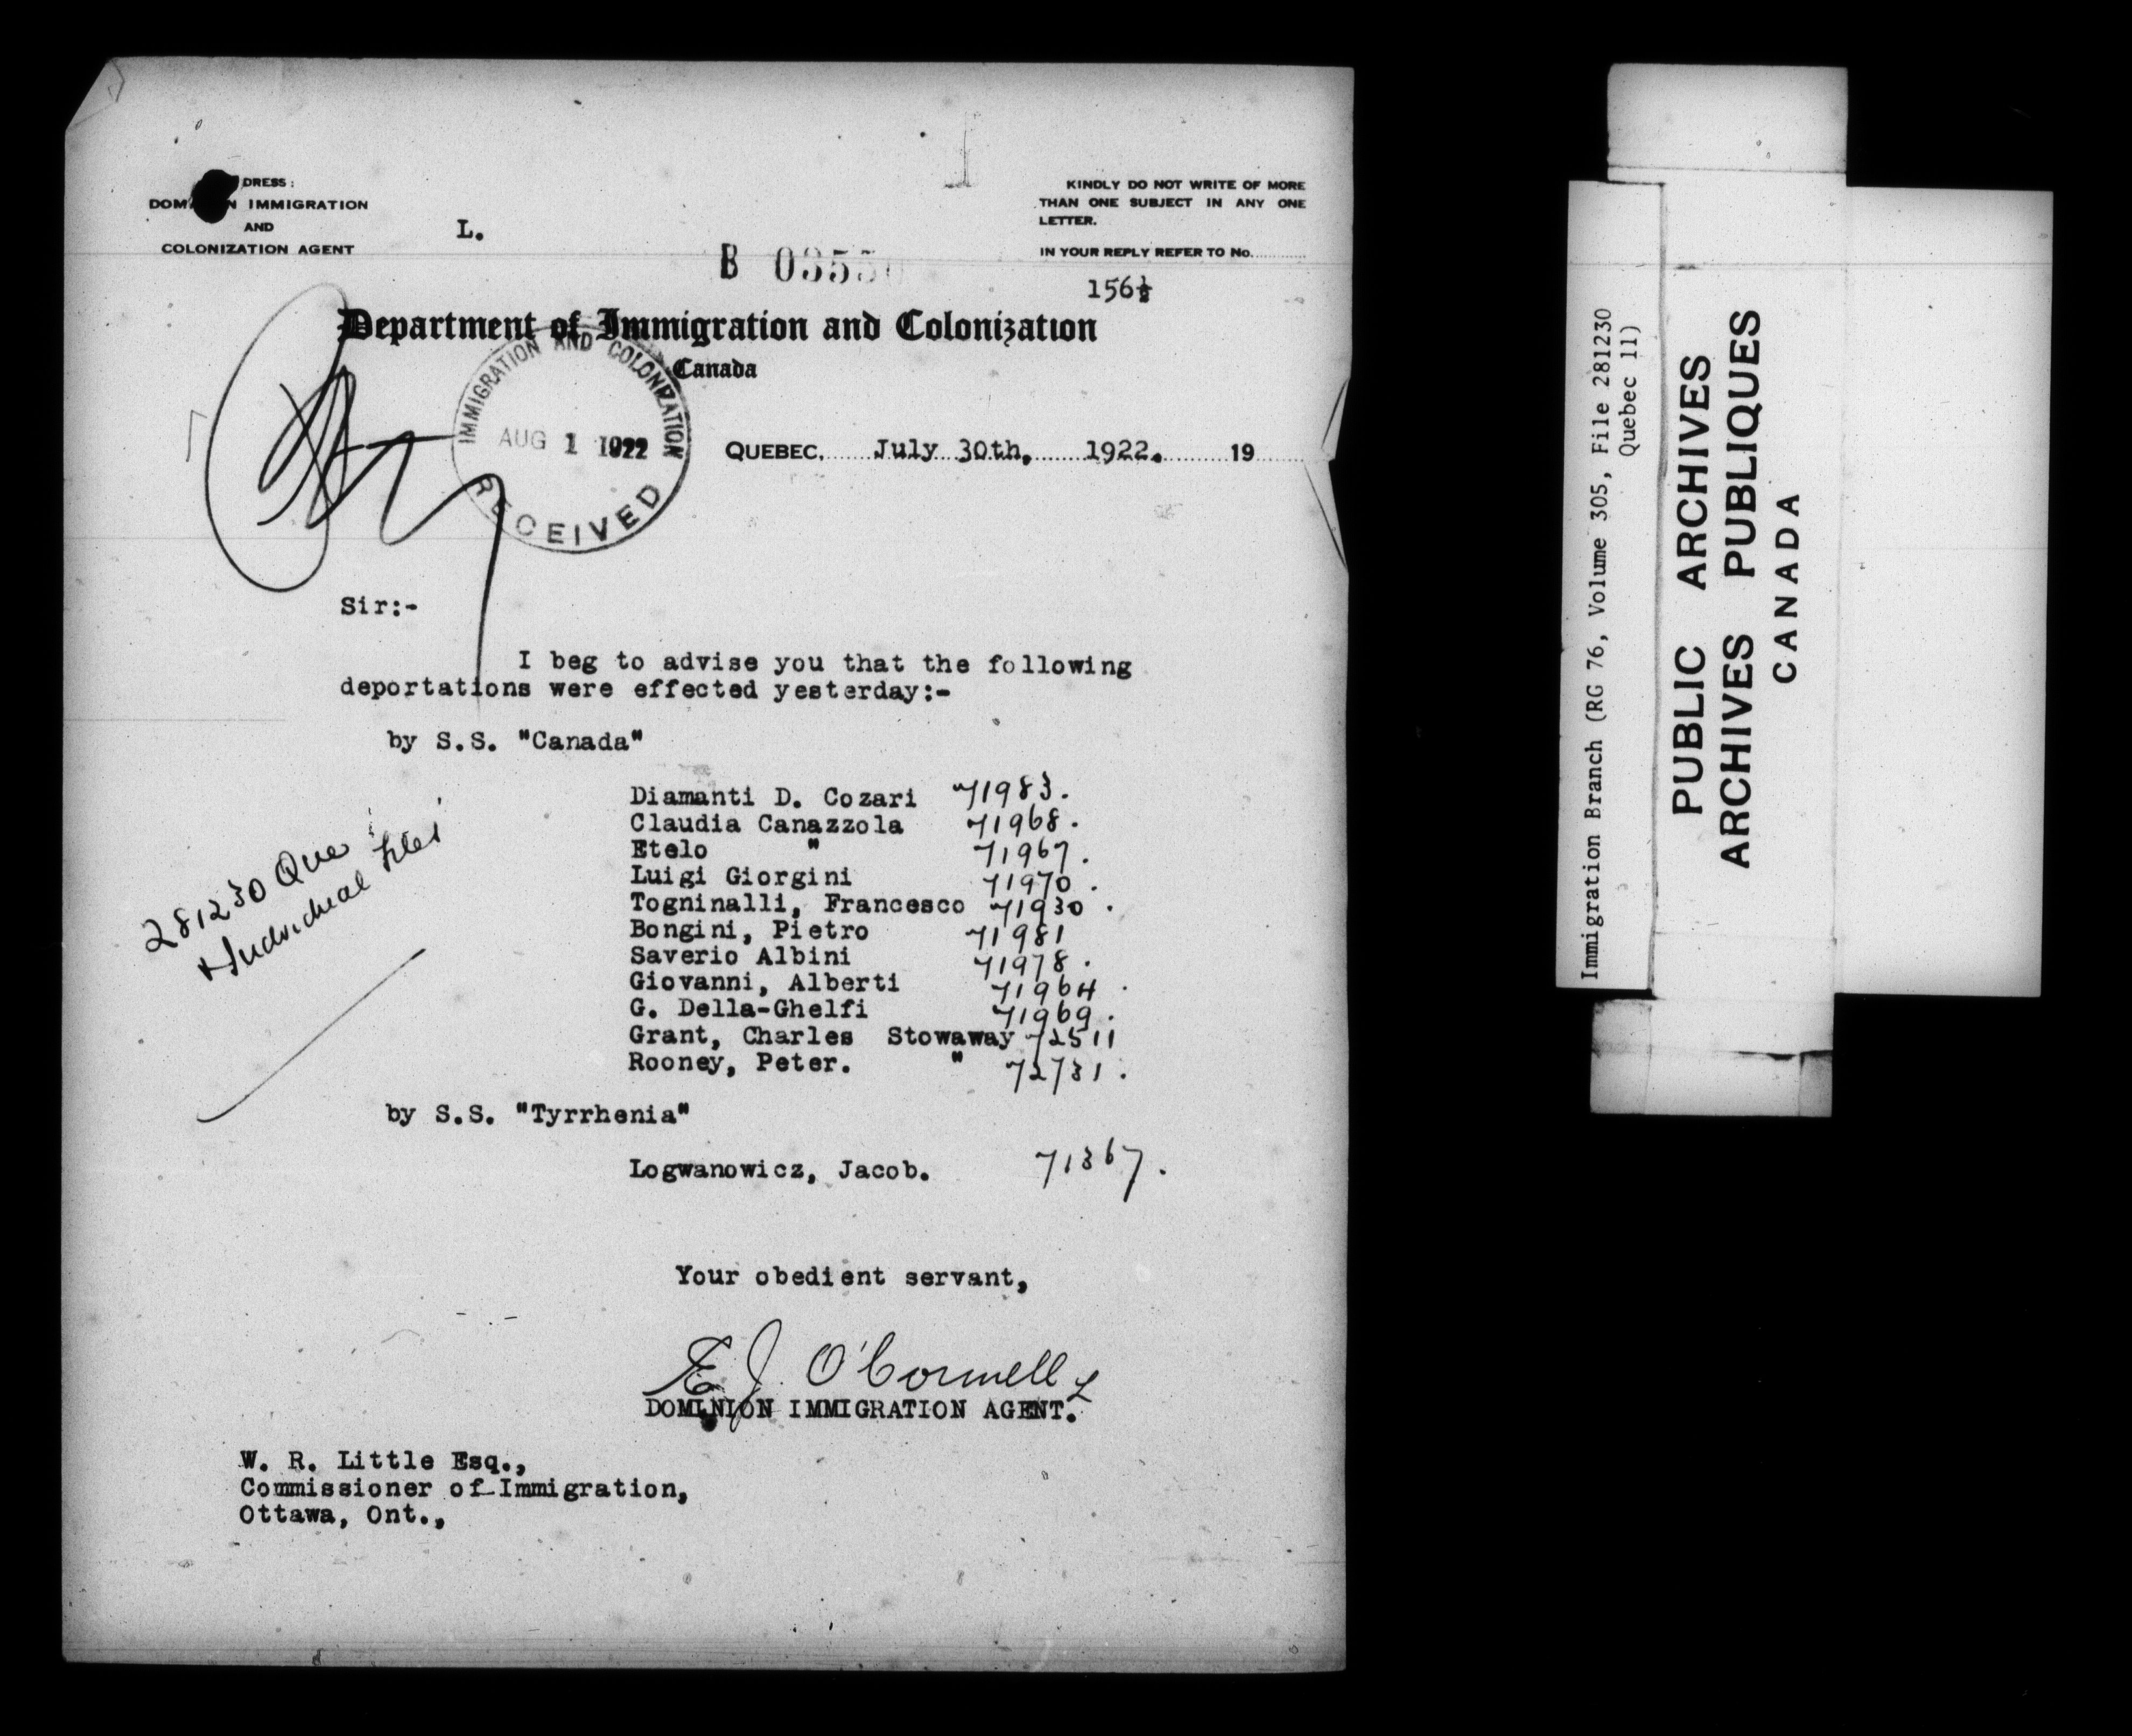 DRESS:
IMMIGRATION
AND
COLONIZATION AGENT
L.
KINDLY DO NOT WRITE OF MORE
THAN ONE SUBJECT IN ANY ONE
LETTER.
IN YOUR REPLY REFER TO No.
156½
B 0355
Department of Immigration and Colonization
Canada
IMMIGRATION AND COLONIZATION
AUG 1 1922
RECEIVED
QUEBEC, July 30th, 1922. 19
Sir:-
I beg to advise you that the following
deportations were effected yesterday:-
by S.S. "Canada"
Diamanti D. Cozari 71983.
Claudia Canazzola 71968.
Etelo " 71967.
Luigi Giorgini 71970.
Togninalli, Francesco 71930.
Bongini, Pietro 71981
Saverio Albini 71978.
Giovanni, Alberti 71964.
G. Della-Ghelfi 71969.
Grant, Charles Stowaway 72511
Rooney, Peter. " 72731.
281230 Que
Individual files
by S.S. "Tyrrhenia"
Logwanowicz, Jacob. 71367.
Your obedient servant,
E J. O'Connell
DOMINION IMMIGRATION AGENT.
W. R. Little Esq.,
Commissioner of Immigration,
Ottawa, Ont.,
Immigration Branch (RG 76, Volume 305, File 281230
Quebec 11)
PUBLIC ARCHIVES
ARCHIVES PUBLIQUES
CANADA